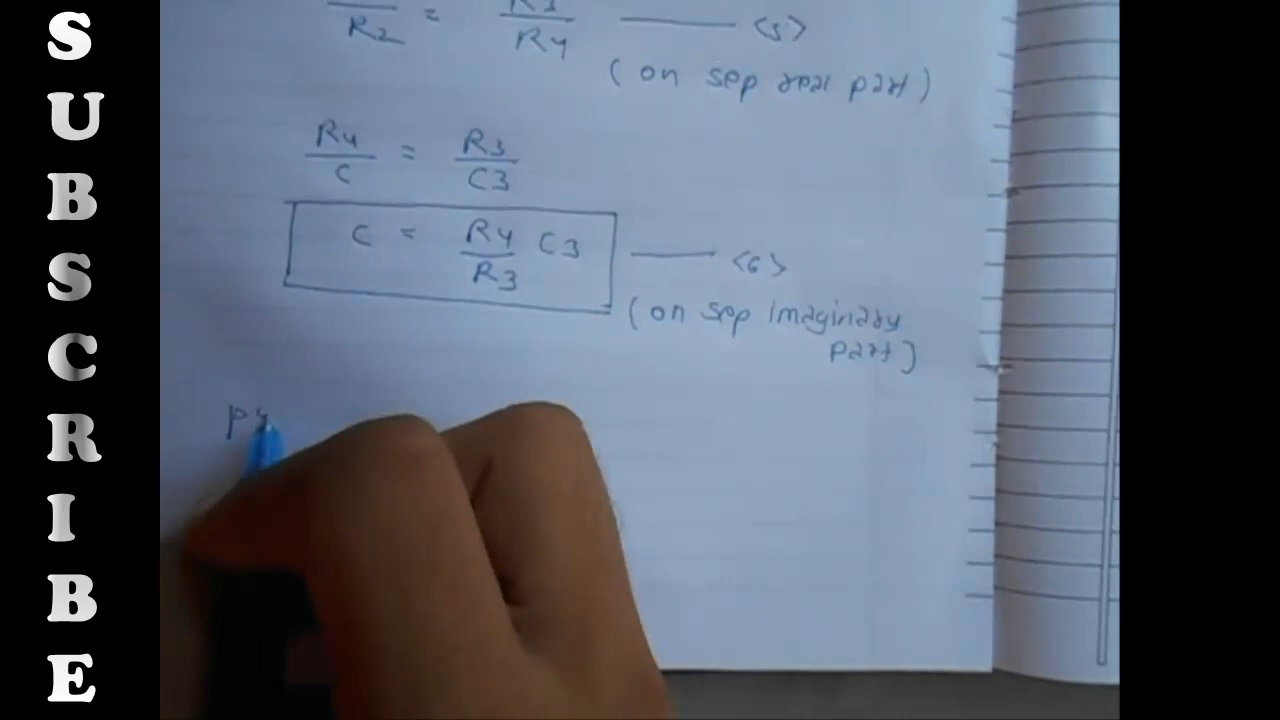 SUBSCRIBE
R2 = R3/R4 ——— <5>
(on sep real part)
R4/C = R3/C3
C = R4/R3 C3 ——— <6>
(on sep imaginary
part)